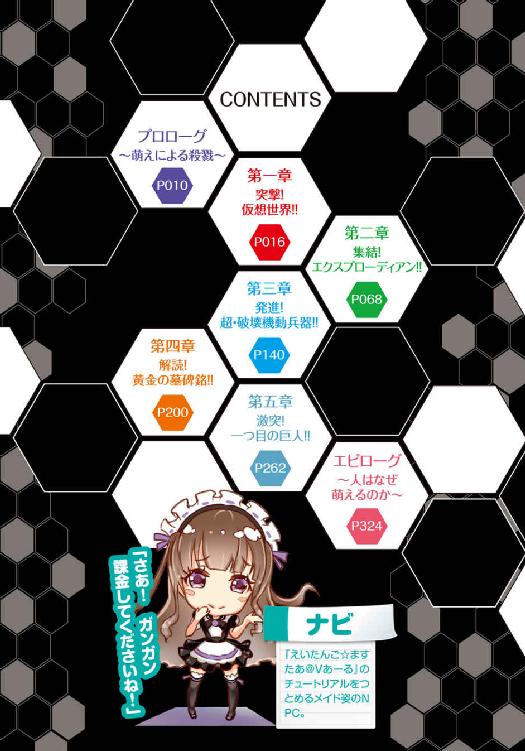 CONTENTS
プロローグ
～萌えによる殺戮～
P010
第一章
突撃!
仮想世界!!
P016
第二章
集結!
エクスプローディアン!!
P068
第三章
発進!
超・破壊機動兵器!!
P140
第四章
解読!
黄金の墓碑銘!!
P200
第五章
激突!
一つ目の巨人!!
P262
エピローグ
～人はなぜ
萌えるのか～
P324
「さあ! ガンガン
課金してくださいね!」
ナビ
『えいたんご☆ます
たあ@Vあーる』の
チュートリアルをつ
とめるメイド姿のN
PC。